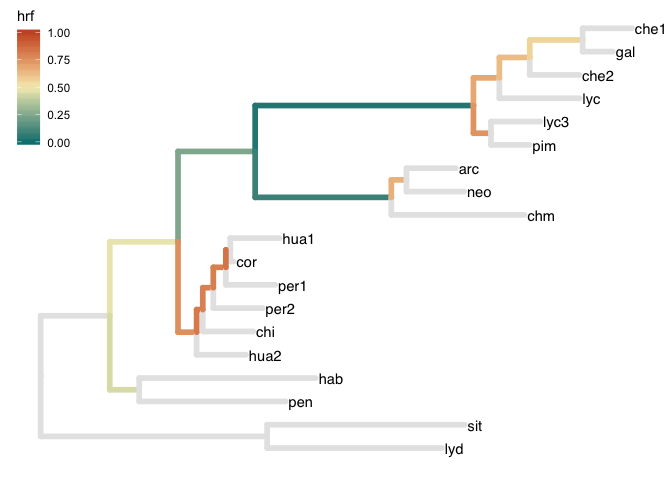 hrf
1.00
0.75
0.50
0.25
0.00
che1
gal
che2
lyc
lyc3
pim
arc
neo
chm
hua1
cor
per1
per2
chi
hua2
hab
pen
sit
lyd